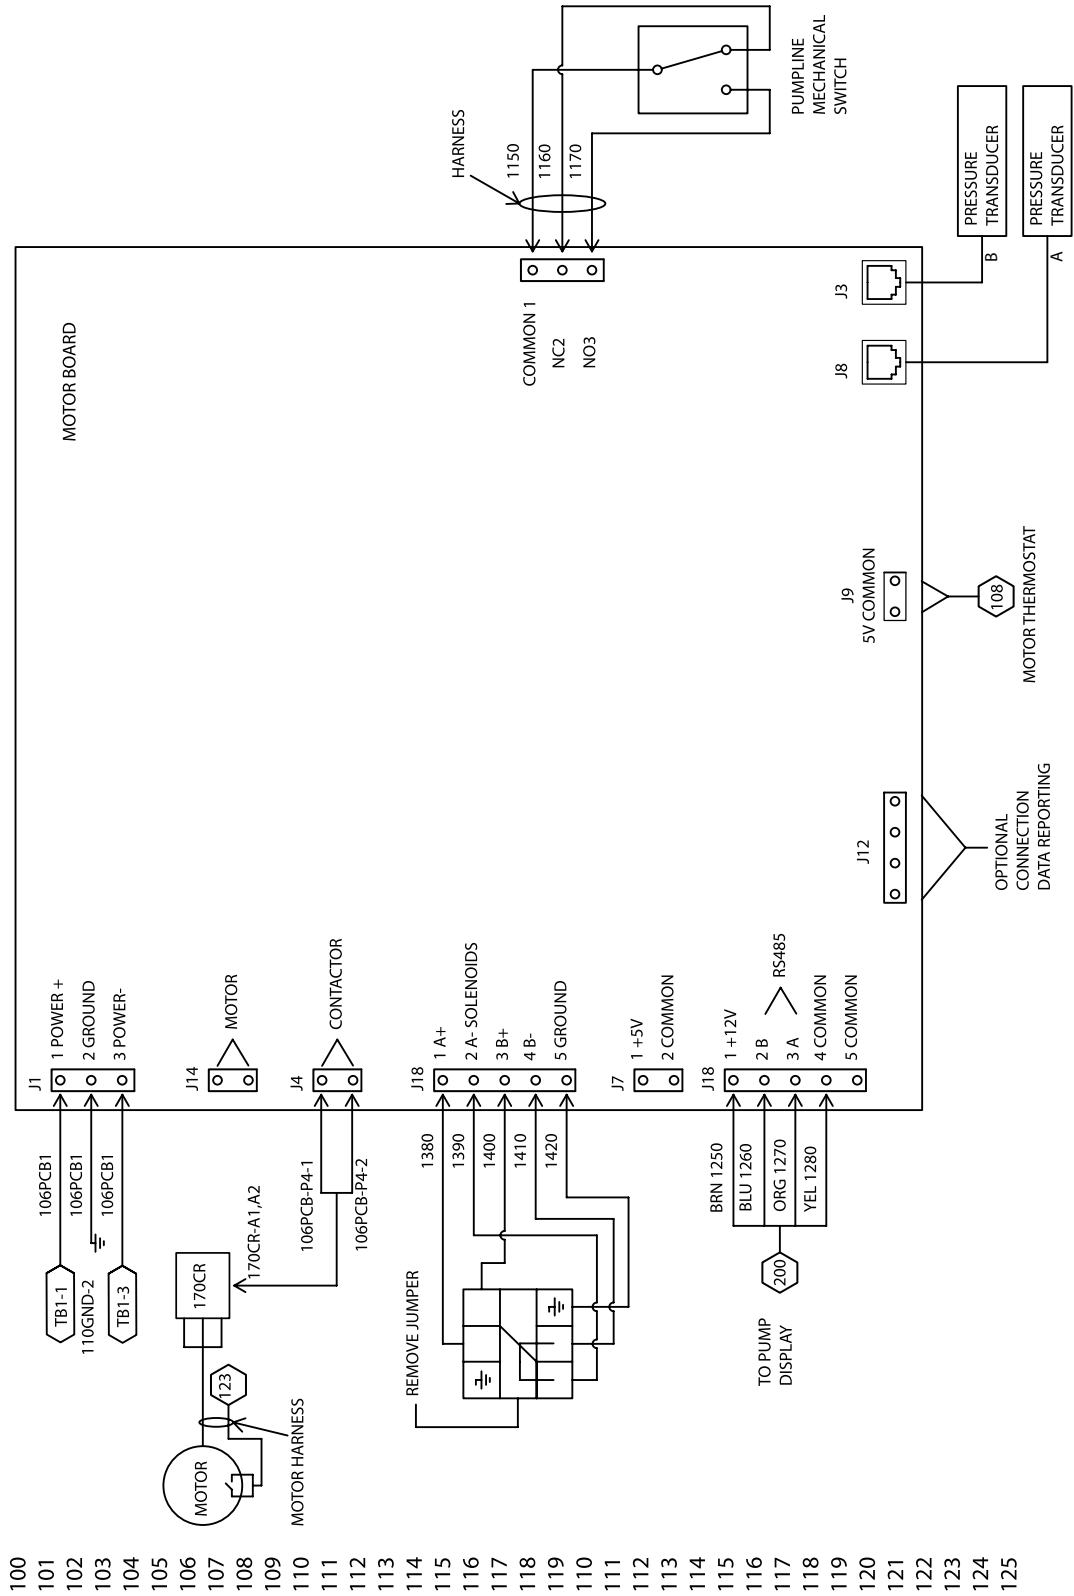 100
101
102
103
104
105
106
107
108
109
110
111
112
113
114
115
116
117
118
119
110
111
112
113
114
115
116
117
118
119
120
121
122
123
124
125
MOTOR BOARD
TB1-1
106PCB1
J1
1 POWER +
110GND-2
106PCB1
2 GROUND
TB1-3
106PCB1
3 POWER-
MOTOR
170CR
123
MOTOR HARNESS
J14
MOTOR
170CR-A1,A2
106PCB-P4-1
106PCB-P4-2
J4
CONTACTOR
REMOVE JUMPER
J18
1380
1 A+
1390
2 A- SOLENOIDS
1400
3 B+
1410
4 B-
1420
5 GROUND
J7
1 +5V
2 COMMON
TO PUMP
DISPLAY
200
J18
BRN 1250
1 +12V
BLU 1260
2 B
RS485
ORG 1270
3 A
YEL 1280
4 COMMON
5 COMMON
J12
OPTIONAL
CONNECTION
DATA REPORTING
J9
5V COMMON
108
MOTOR THERMOSTAT
J8
J3
B
A
PRESSURE
TRANSDUCER
PRESSURE
TRANSDUCER
COMMON 1
NC2
NO3
HARNESS
1150
1160
1170
PUMPLINE
MECHANICAL
SWITCH